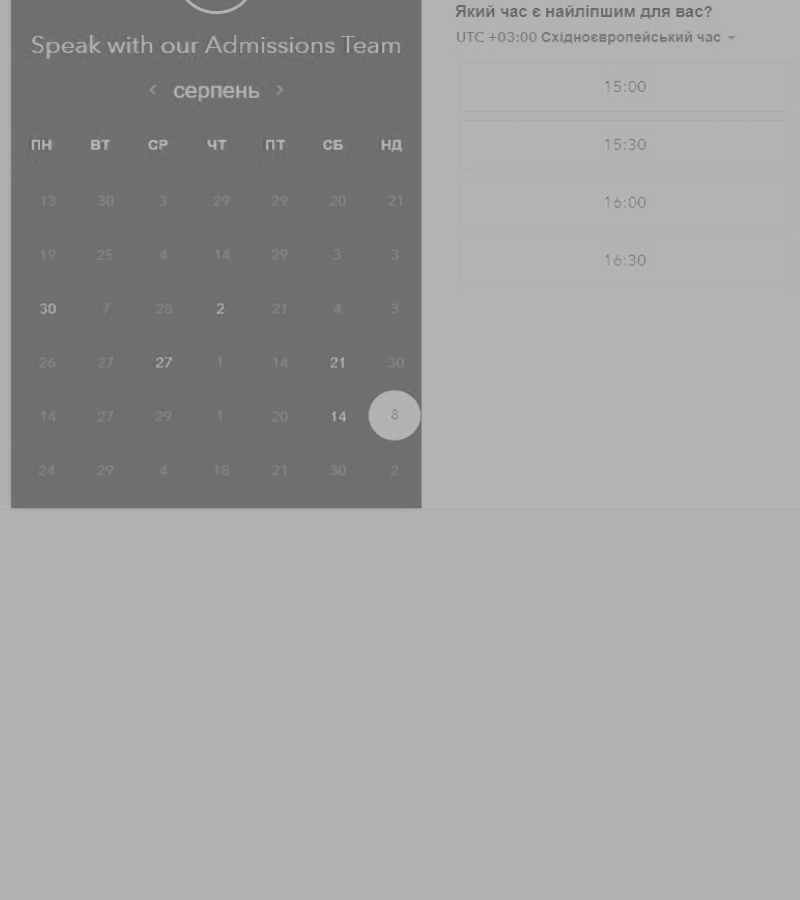 Speak with our Admissions Team
серпень
ПН ВТ СР ЧТ ПТ СБ НД
13 30 3 29 29 20 21
19 25 4 14 29 3 3
30 7 28 2 21 4 3
26 27 27 1 14 21 30
14 27 29 1 20 14 8
24 29 4 18 21 30 2
Який час є найліпшим для вас?
UTC +03:00 Східноєвропейський час
15:00
15:30
16:00
16:30